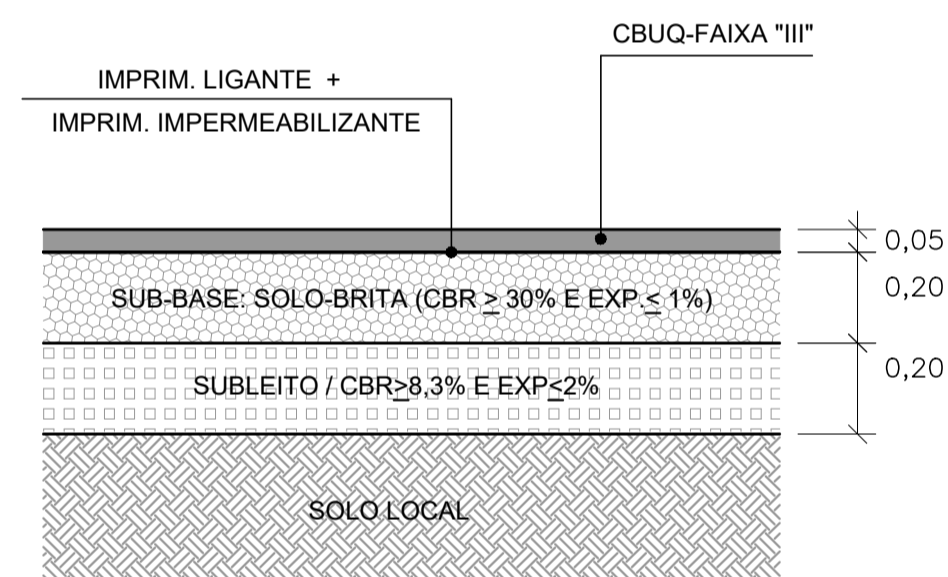 CBUQ-FAIXA "III"
IMPRIM. LIGANTE +
IMPRIM. IMPERMEABILIZANTE
0,05
SUB-BASE: SOLO-BRITA (CBR ≥ 30% E EXP.≤ 1%)
0,20
SUBLEITO / CBR≥8,3% E EXP≤2%
0,20
SOLO LOCAL